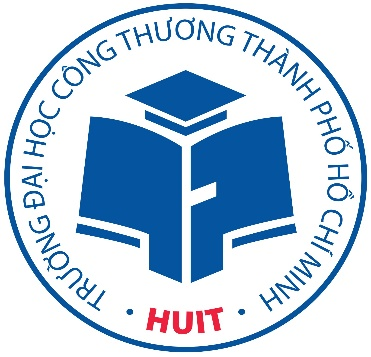 TRƯỜNG ĐẠI HỌC CÔNG THƯƠNG THÀNH PHỐ HỒ CHÍ MINH
HUIT